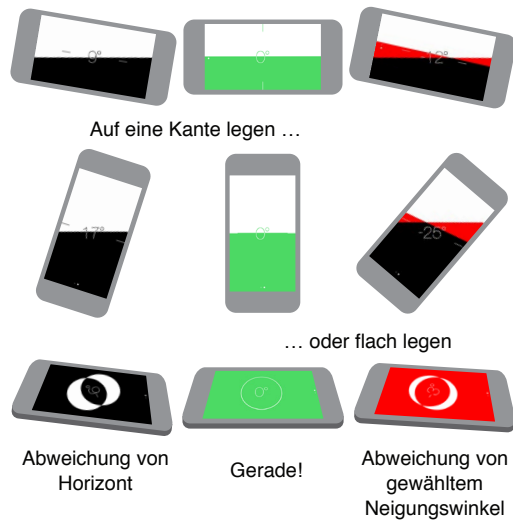 9° 0° -12°
Auf eine Kante legen …
17° 0° -25°
… oder flach legen
0°
Abweichung von
Horizont
Gerade!
Abweichung von
gewähltem
Neigungswinkel